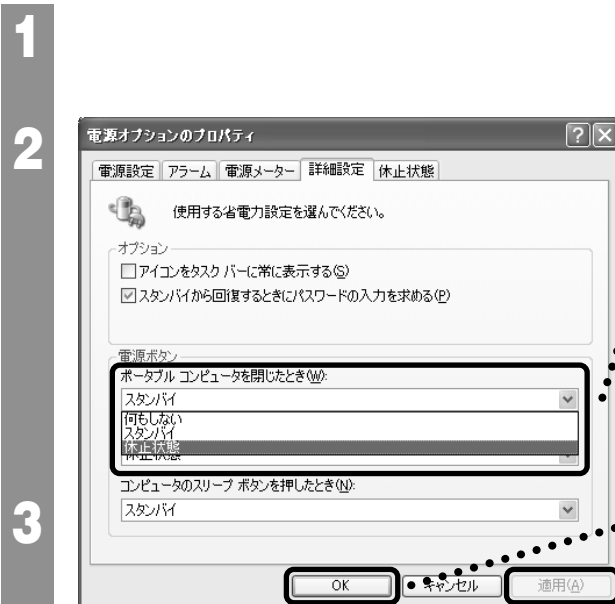 1
2
電源オプションのプロパティ
電源設定 アラーム 電源メーター 詳細設定 休止状態
使用する省電力設定を選んでください。
オプション
アイコンをタスク バーに常に表示する(S)
スタンバイから回復するときにパスワードの入力を求める(P)
電源ボタン
ポータブル コンピュータを閉じたとき(W):
スタンバイ
何もしない
スタンバイ
休止状態
休止状態
コンピュータのスリープ ボタンを押したとき(N):
スタンバイ
3
OK キャンセル 適用(A)